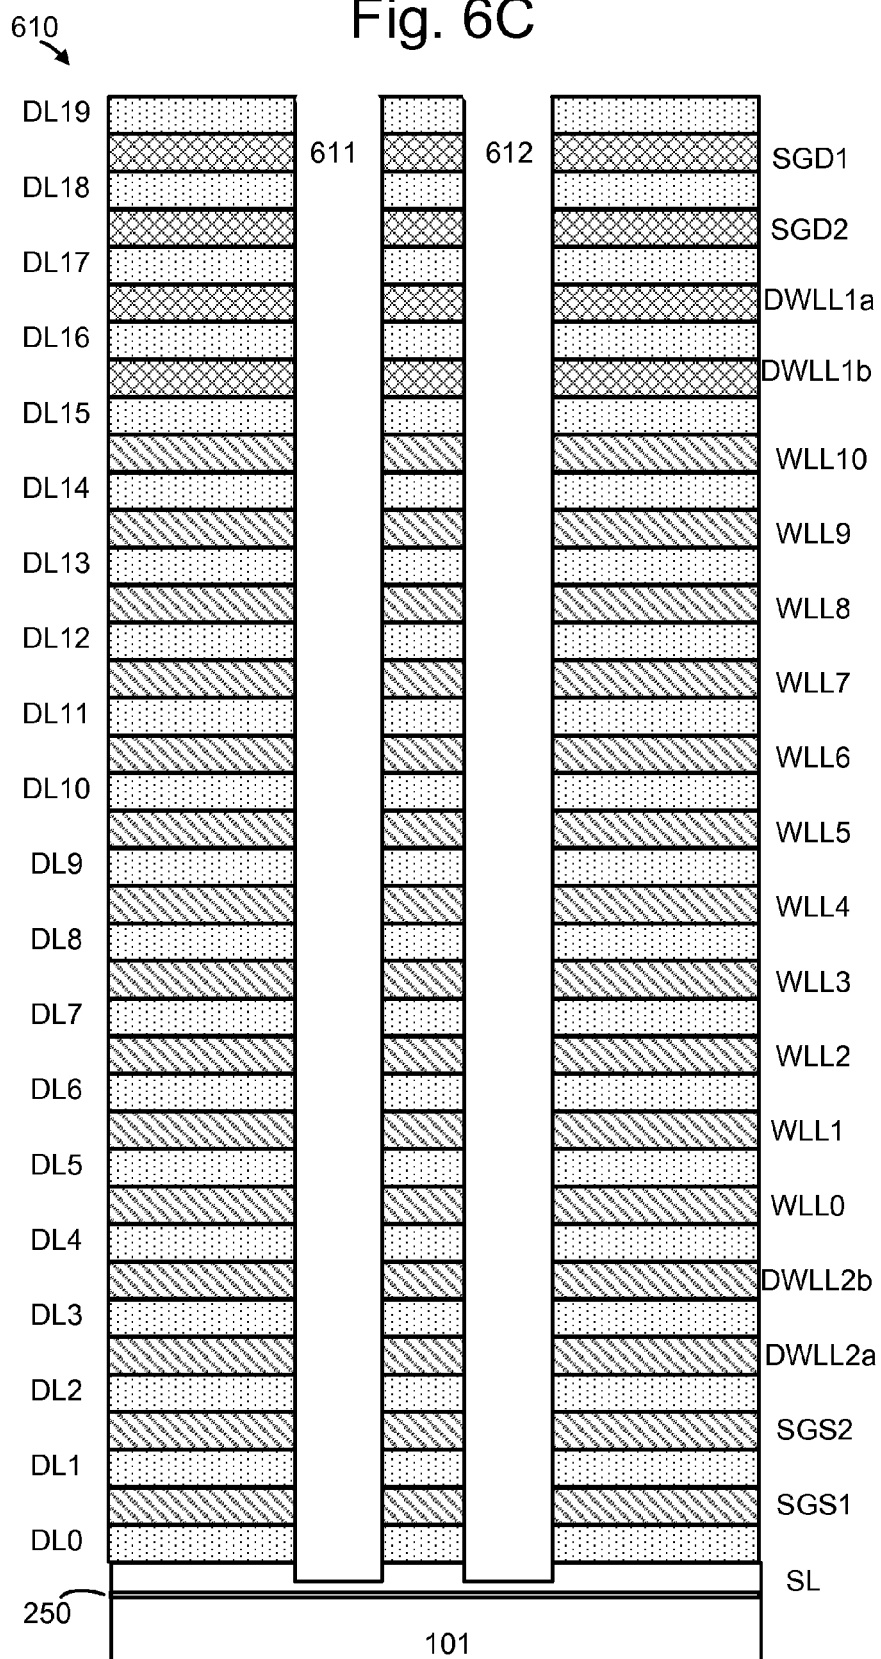 Fig. 6C
610
DL19
611
612
SGD1
DL18
SGD2
DL17
DWLL1a
DL16
DWLL1b
DL15
WLL10
DL14
WLL9
DL13
WLL8
DL12
WLL7
DL11
WLL6
DL10
WLL5
DL9
WLL4
DL8
WLL3
DL7
WLL2
DL6
WLL1
DL5
WLL0
DL4
DWLL2b
DL3
DWLL2a
DL2
SGS2
DL1
SGS1
DL0
SL
250
101